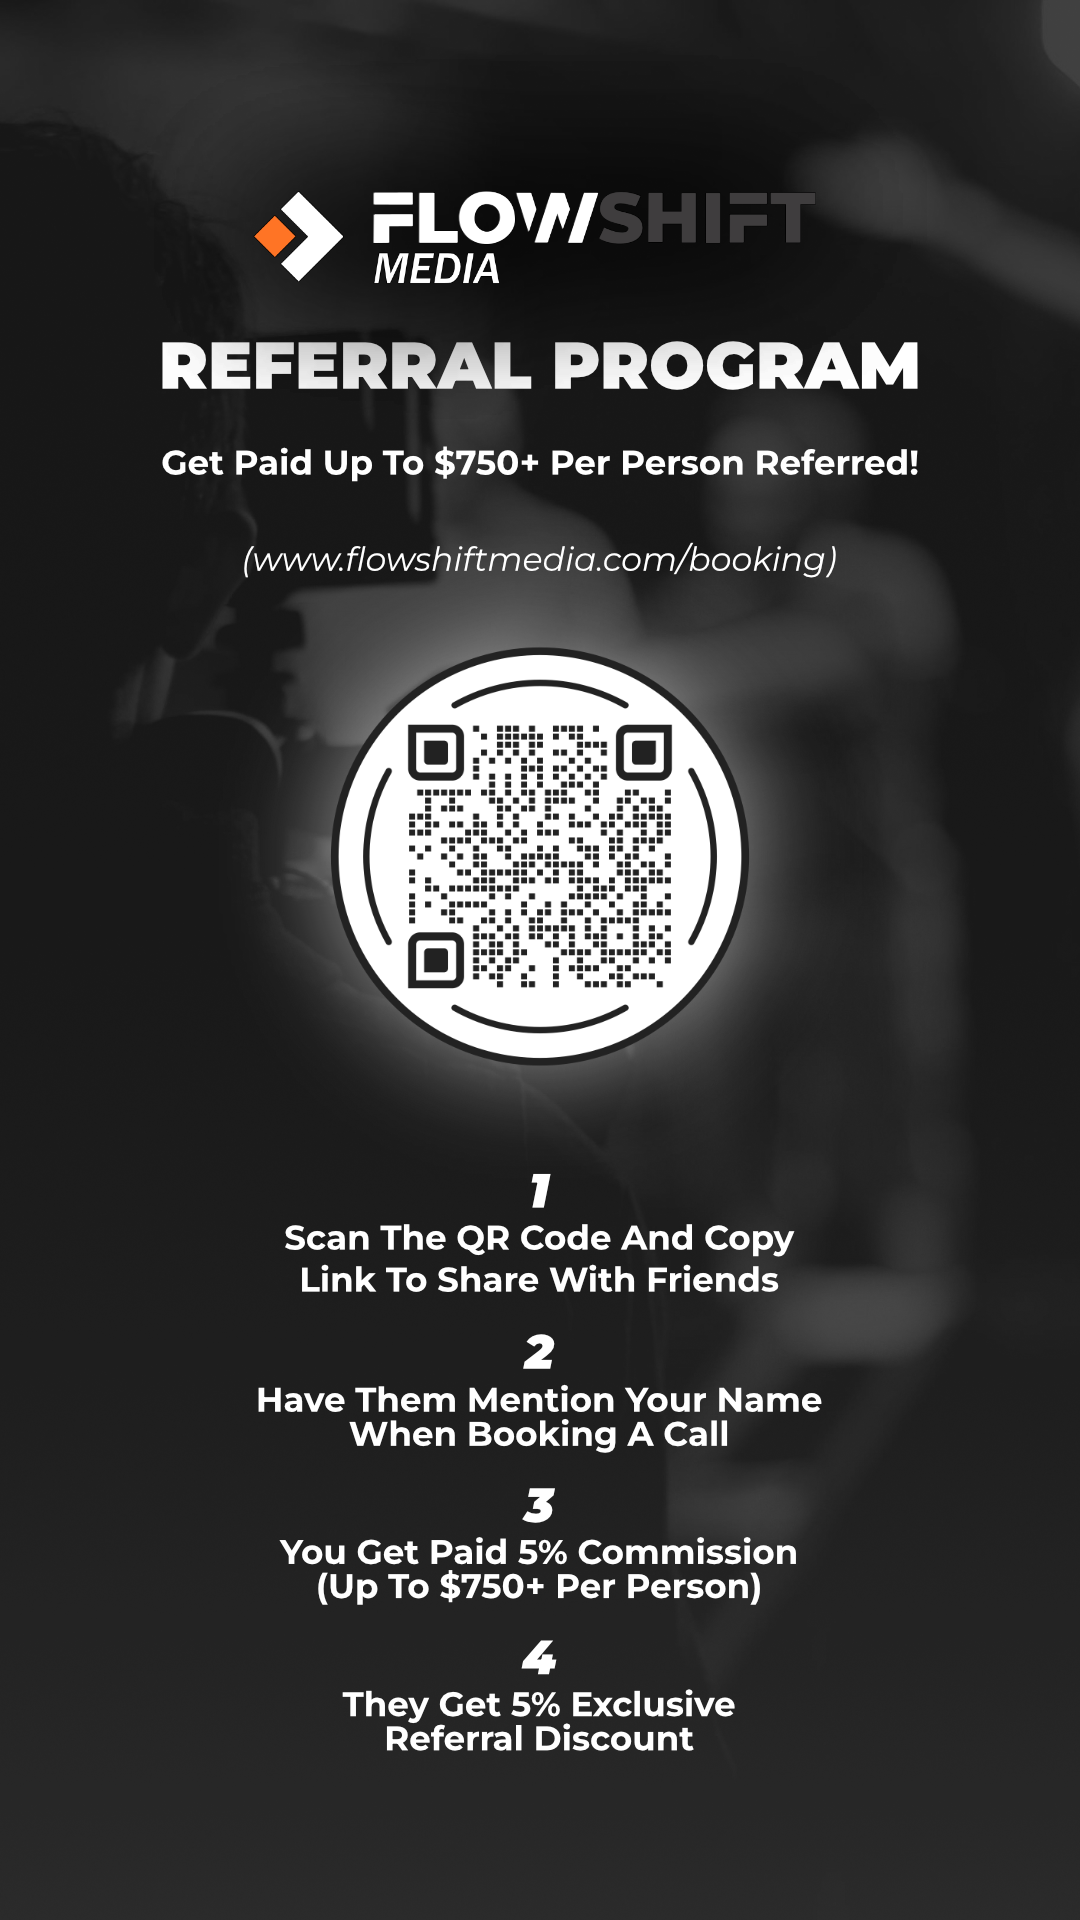 FLOWSHIFT
MEDIA
REFERRAL PROGRAM
Get Paid Up To $750+ Per Person Referred!
(www.flowshiftmedia.com/booking)
1
Scan The QR Code And Copy
Link To Share With Friends
2
Have Them Mention Your Name
When Booking A Call
3
You Get Paid 5% Commission
(Up To $750+ Per Person)
4
They Get 5% Exclusive
Referral Discount